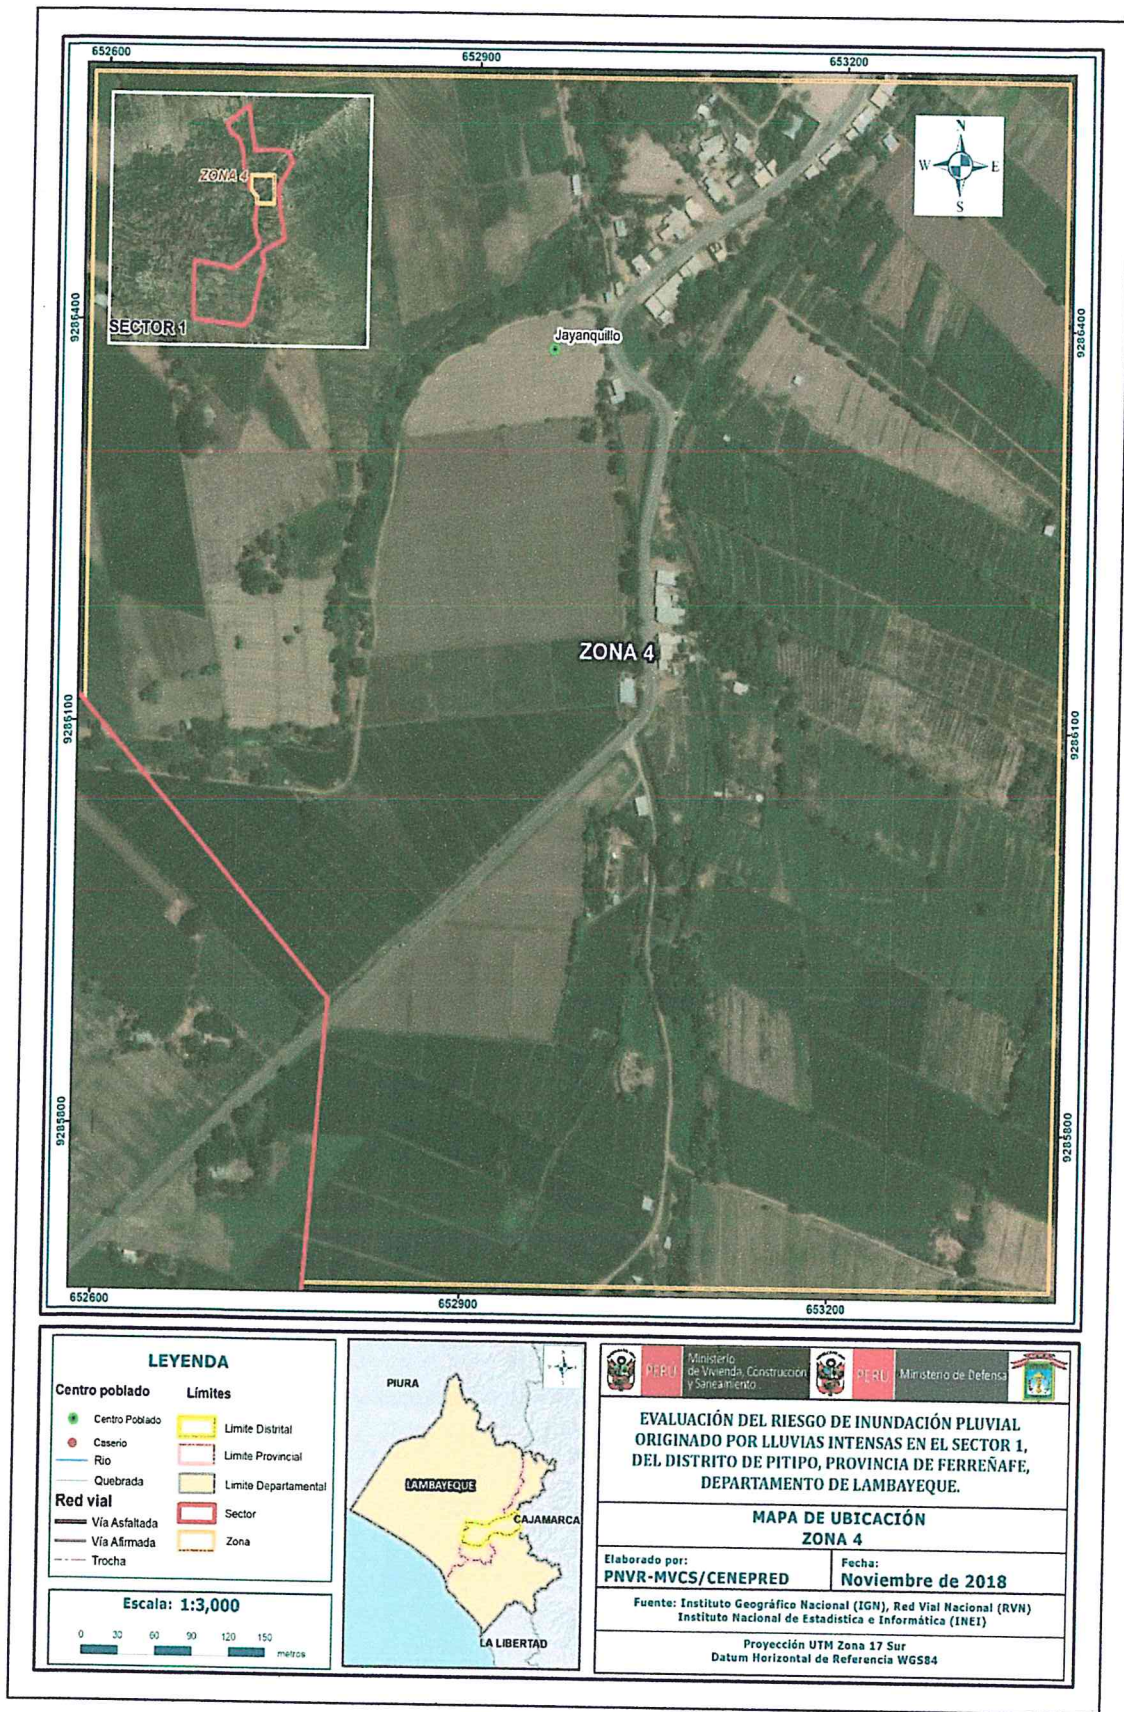 652600
652900
653200
N
W
E
S
ZONA 4
SECTOR 1
9286400
9286400
Jayanquillo
ZONA 4
9286100
9286100
9285800
9285800
652600
652900
653200
LEYENDA
Centro poblado
Centro Poblado
Caserio
Rio
Quebrada
Red vial
Vía Asfaltada
Vía Afirmada
Trocha
Límites
Limite Distrital
Limite Provincial
Limite Departamental
Sector
Zona
Escala: 1:3,000
0 30 60 90 120 150
metros
PIURA
LAMBAYEQUE
CAJAMARCA
LA LIBERTAD
PERÚ
Ministerio
de Vivienda, Construcción
y Saneamiento
PERÚ
Ministerio de Defensa
EVALUACIÓN DEL RIESGO DE INUNDACIÓN PLUVIAL
ORIGINADO POR LLUVIAS INTENSAS EN EL SECTOR 1,
DEL DISTRITO DE PITIPO, PROVINCIA DE FERREÑAFE,
DEPARTAMENTO DE LAMBAYEQUE.
MAPA DE UBICACIÓN
ZONA 4
Elaborado por:
PNVR-MVCS/CENEPRED
Fecha:
Noviembre de 2018
Fuente: Instituto Geográfico Nacional (IGN), Red Vial Nacional (RVN)
Instituto Nacional de Estadística e Informática (INEI)
Proyección UTM Zona 17 Sur
Datum Horizontal de Referencia WGS84